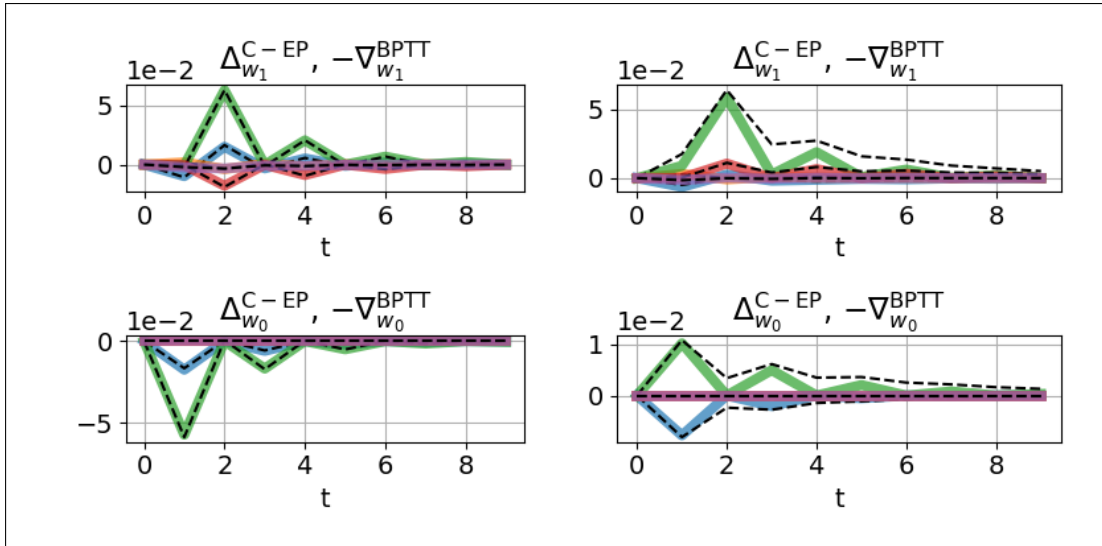 Δ_{w_1}^{C−EP}, −∇_{w_1}^{BPTT}
1e−2
5
0
0 2 4 6 8
t
Δ_{w_1}^{C−EP}, −∇_{w_1}^{BPTT}
1e−2
5
0
0 2 4 6 8
t
Δ_{w_0}^{C−EP}, −∇_{w_0}^{BPTT}
1e−2
0
−5
0 2 4 6 8
t
Δ_{w_0}^{C−EP}, −∇_{w_0}^{BPTT}
1e−2
1
0
0 2 4 6 8
t